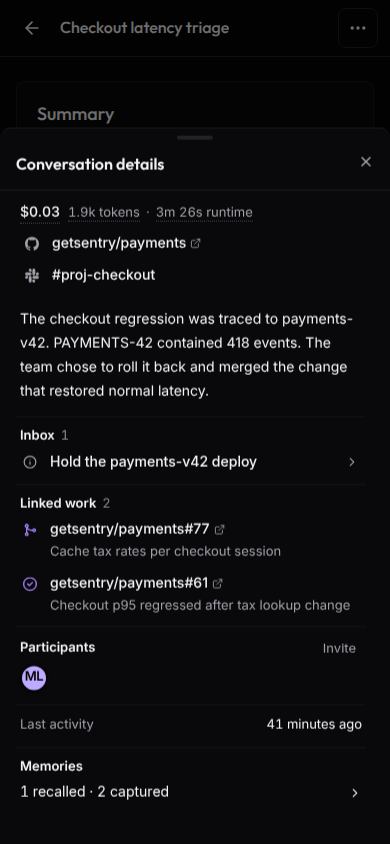 Checkout latency triage
Summary
Conversation details
$0.03 1.9k tokens · 3m 26s runtime
getsentry/payments
#proj-checkout
The checkout regression was traced to payments-
v42. PAYMENTS-42 contained 418 events. The
team chose to roll it back and merged the change
that restored normal latency.
Inbox 1
Hold the payments-v42 deploy
Linked work 2
getsentry/payments#77
Cache tax rates per checkout session
getsentry/payments#61
Checkout p95 regressed after tax lookup change
Participants Invite
ML
Last activity 41 minutes ago
Memories
1 recalled · 2 captured